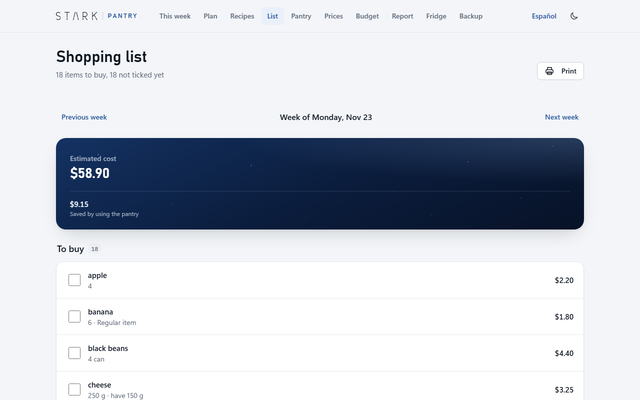 STARK PANTRY
This week
Plan
Recipes
List
Pantry
Prices
Budget
Report
Fridge
Backup
Español
Shopping list
18 items to buy, 18 not ticked yet
Print
Previous week
Week of Monday, Nov 23
Next week
Estimated cost
$58.90
$9.15
Saved by using the pantry
To buy 18
apple
4
$2.20
banana
6 · Regular item
$1.80
black beans
4 can
$4.40
cheese
250 g · have 150 g
$3.25